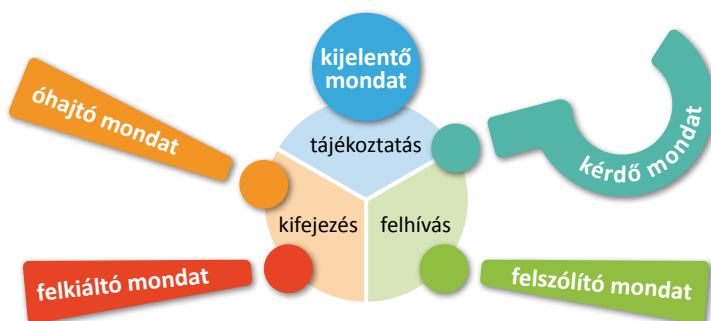 kijelentő
mondat
óhajtó mondat
tájékoztatás
kérdő mondat
kifejezés
felhívás
felkiáltó mondat
felszólító mondat